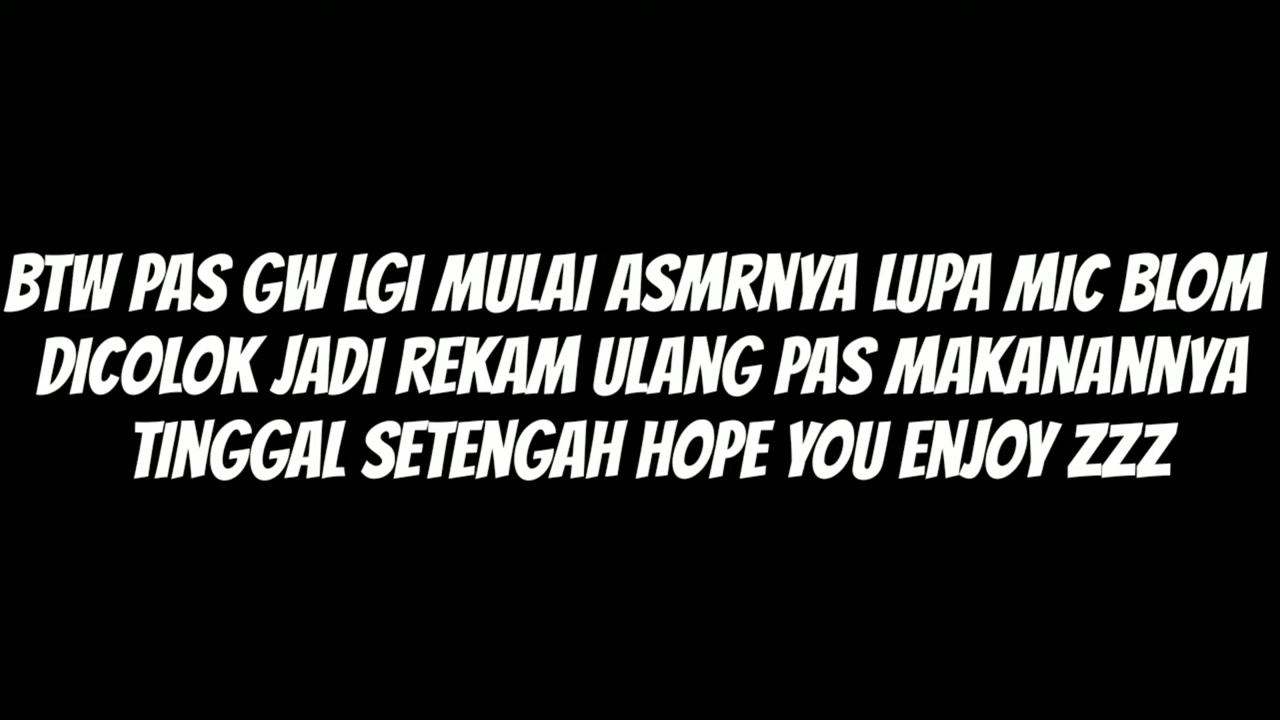 BTW PAS GW LGI MULAI ASMRNYA LUPA MIC BLOM
DICOLOK JADI REKAM ULANG PAS MAKANANNYA
TINGGAL SETENGAH HOPE YOU ENJOY ZZZ